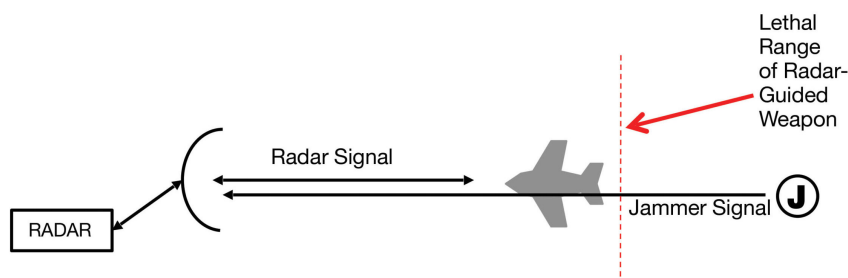 Lethal
Range
of Radar-
Guided
Weapon
Radar Signal
Jammer Signal
J
RADAR